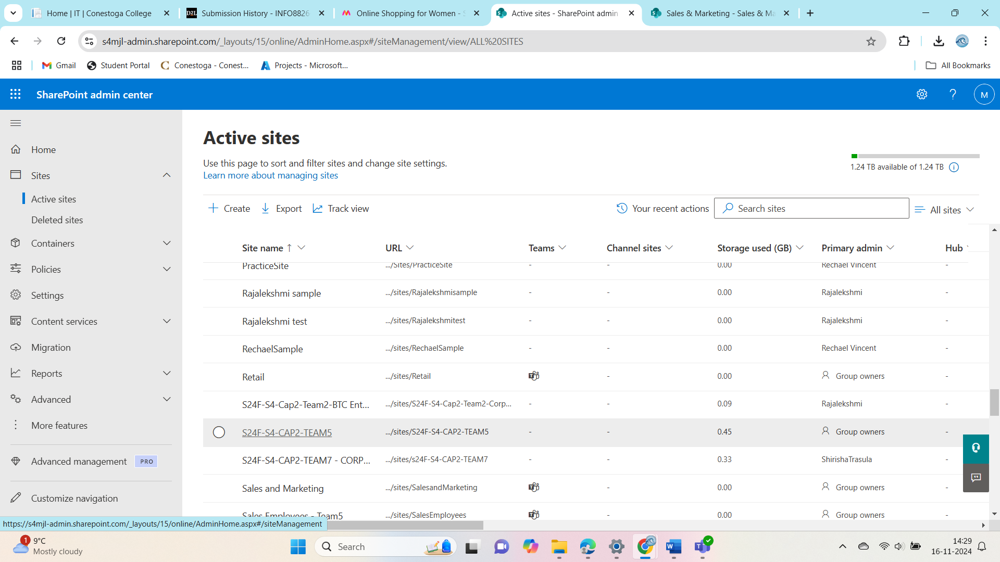 Home | IT | Conestoga College
Submission History - INFO8826
Online Shopping for Women - S
Active sites - SharePoint admin
Sales & Marketing - Sales & Ma
s4mjl-admin.sharepoint.com/_layouts/15/online/AdminHome.aspx#/siteManagement/view/ALL%20SITES
Gmail
Student Portal
Conestoga - Conest...
Projects - Microsoft...
All Bookmarks
SharePoint admin center
M
Home
Sites
Active sites
Deleted sites
Containers
Policies
Settings
Content services
Migration
Reports
Advanced
More features
Advanced management PRO
Customize navigation
Active sites
Use this page to sort and filter sites and change site settings.
Learn more about managing sites
1.24 TB available of 1.24 TB
Create Export Track view
Your recent actions
Search sites
All sites
Site name ↑ URL Teams Channel sites Storage used (GB) Primary admin Hub
PracticeSite .../Sites/PracticeSite - - 0.00 Rechael Vincent -
Rajalekshmi sample .../sites/Rajalekshmisample - - 0.00 Rajalekshmi -
Rajalekshmi test .../sites/Rajalekshmitest - - 0.00 Rajalekshmi -
RechaelSample .../sites/RechaelSample - - 0.00 Rechael Vincent -
Retail .../sites/Retail - 0.00 Group owners -
S24F-S4-Cap2-Team2-BTC Ent... .../sites/S24F-S4-Cap2-Team2-Corp... - - 0.09 Rajalekshmi -
S24F-S4-CAP2-TEAM5 .../sites/S24F-S4-CAP2-TEAM5 - - 0.45 Group owners -
S24F-S4-CAP2-TEAM7 - CORP... .../sites/s24F-S4-CAP2-TEAM7 - - 0.33 ShirishaTrasula -
Sales and Marketing .../sites/SalesandMarketing - 0.00 Group owners -
Sales Employees - Team5 .../sites/SalesEmployees - 0.00 Group owners -
https://s4mjl-admin.sharepoint.com/_layouts/15/online/AdminHome.aspx#/siteManagement
1
9°C
Mostly cloudy
Search
14:29
16-11-2024